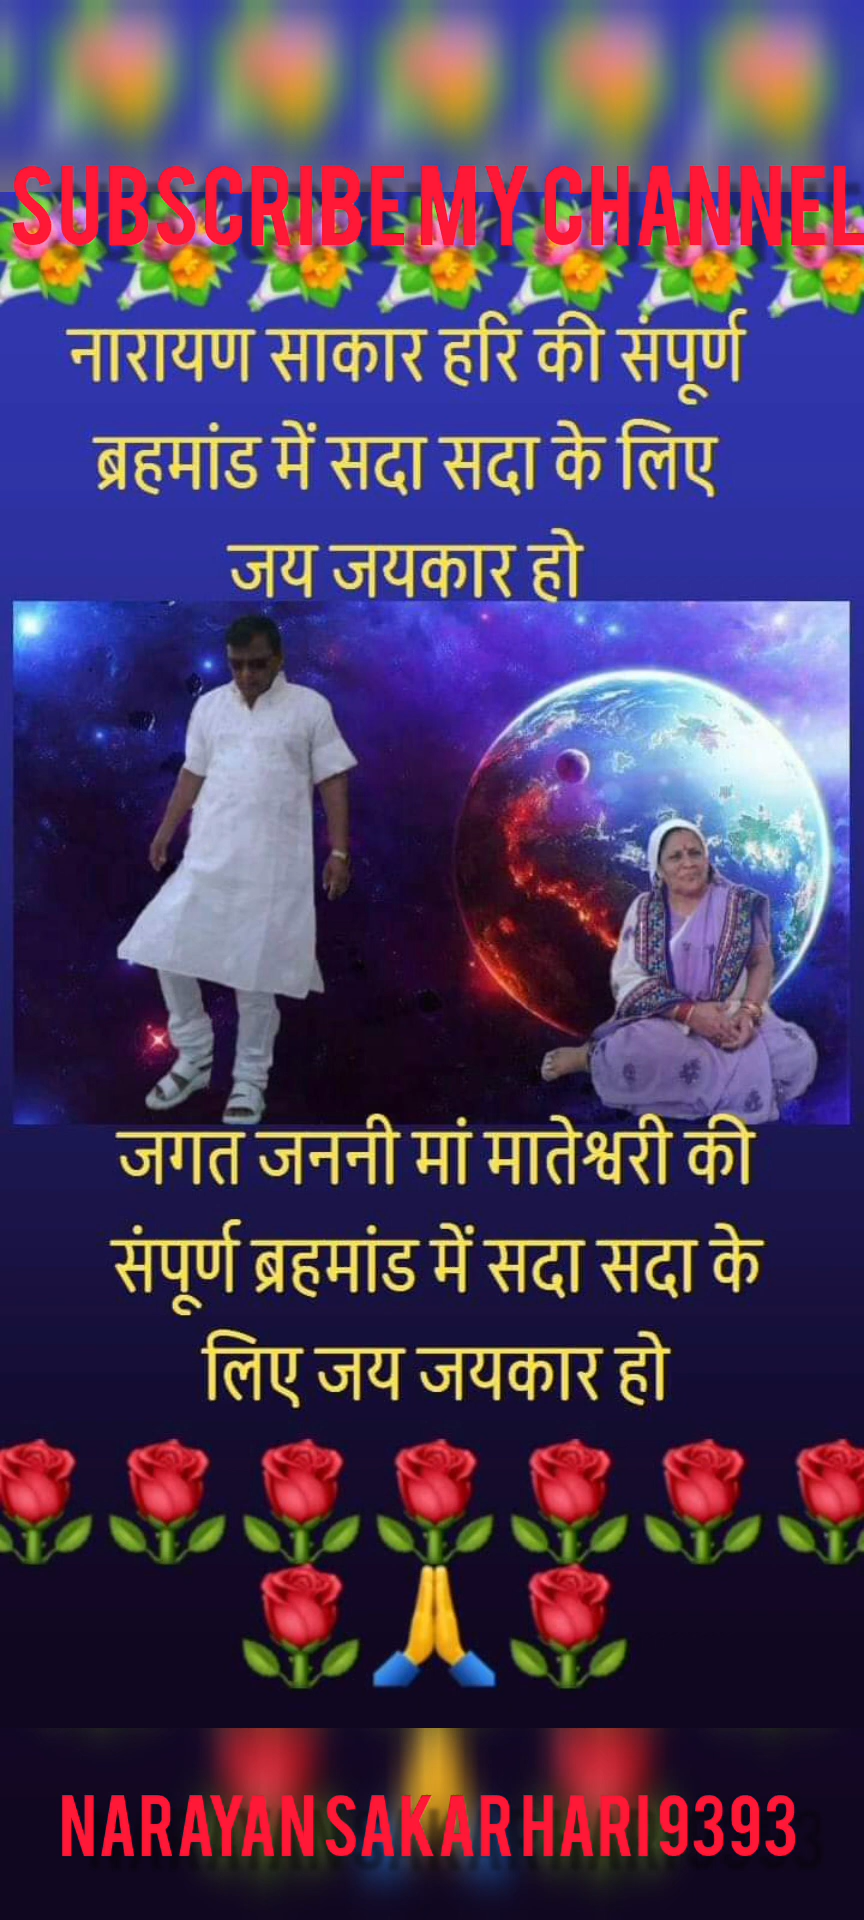 SUBSCRIBE MY CHANNEL
नारायण साकार हरि की संपूर्ण
ब्रहमांड में सदा सदा के लिए
जय जयकार हो
जगत जननी मां मातेश्वरी की
संपूर्ण ब्रहमांड में सदा सदा के
लिए जय जयकार हो
NARAYAN SAKAR HARI 9393